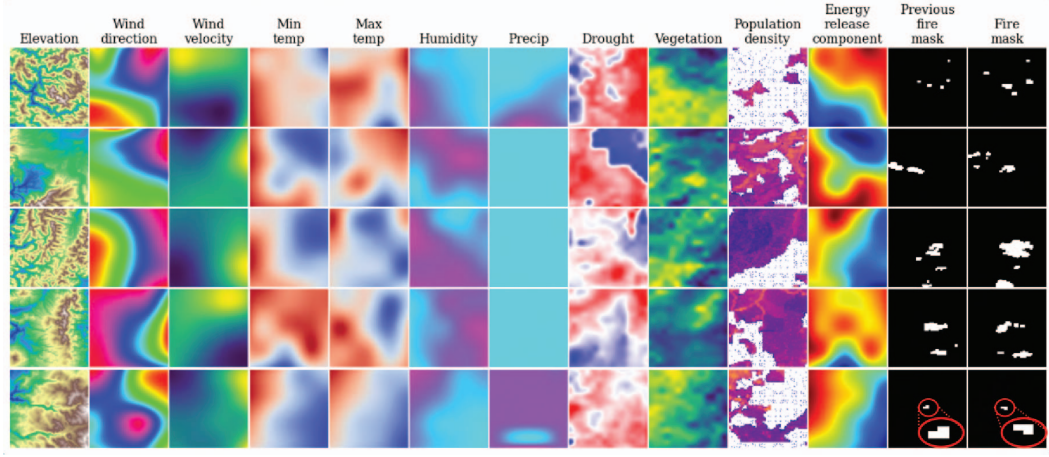 Elevation
Wind
direction
Wind
velocity
Min
temp
Max
temp
Humidity
Precip
Drought
Vegetation
Population
density
Energy
release
component
Previous
fire
mask
Fire
mask